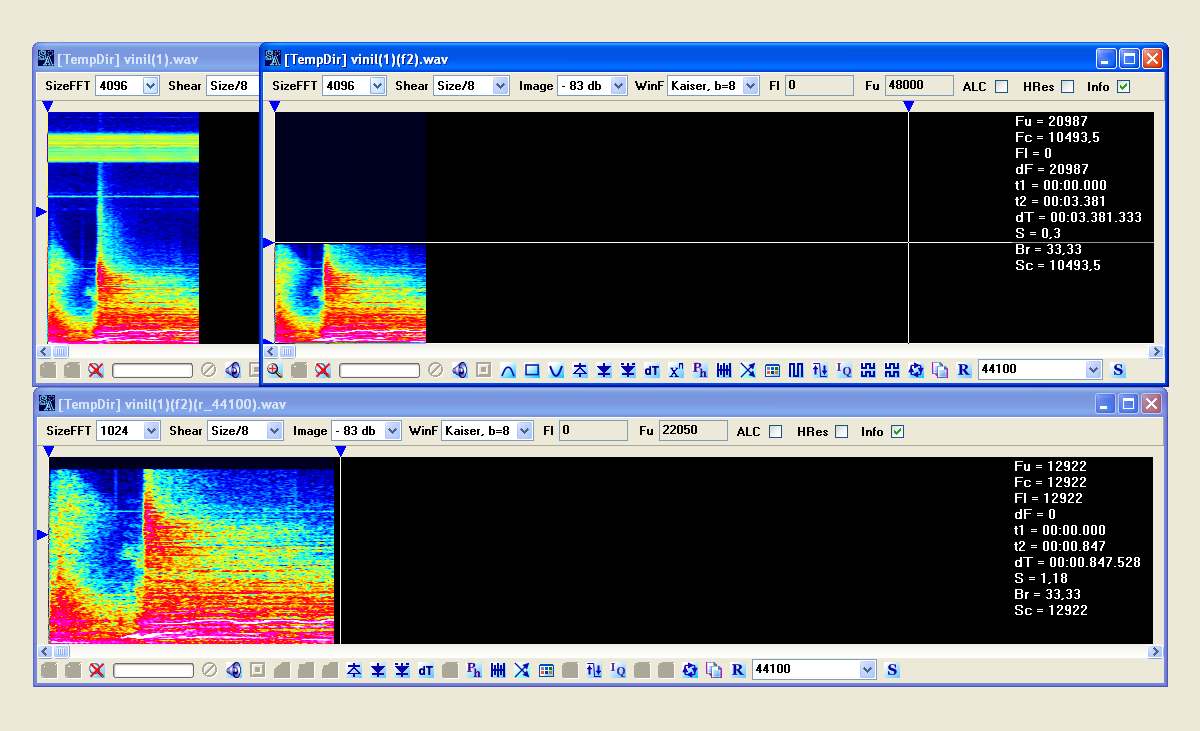 [TempDir] vinil(1).wav
SizeFFT 4096 Shear Size/8
[TempDir] vinil(1)(f2).wav
SizeFFT 4096 Shear Size/8 Image - 83 db WinF Kaiser, b=8 Fl 0 Fu 48000 ALC HRes Info
Fu = 20987
Fc = 10493,5
Fl = 0
dF = 20987
t1 = 00:00.000
t2 = 00:03.381
dT = 00:03.381.333
S = 0,3
Br = 33,33
Sc = 10493,5
dT X^n Ph IQ R 44100 S
[TempDir] vinil(1)(f2)(r_44100).wav
SizeFFT 1024 Shear Size/8 Image - 83 db WinF Kaiser, b=8 Fl 0 Fu 22050 ALC HRes Info
Fu = 12922
Fc = 12922
Fl = 12922
dF = 0
t1 = 00:00.000
t2 = 00:00.847
dT = 00:00.847.528
S = 1,18
Br = 33,33
Sc = 12922
dT Ph IQ R 44100 S